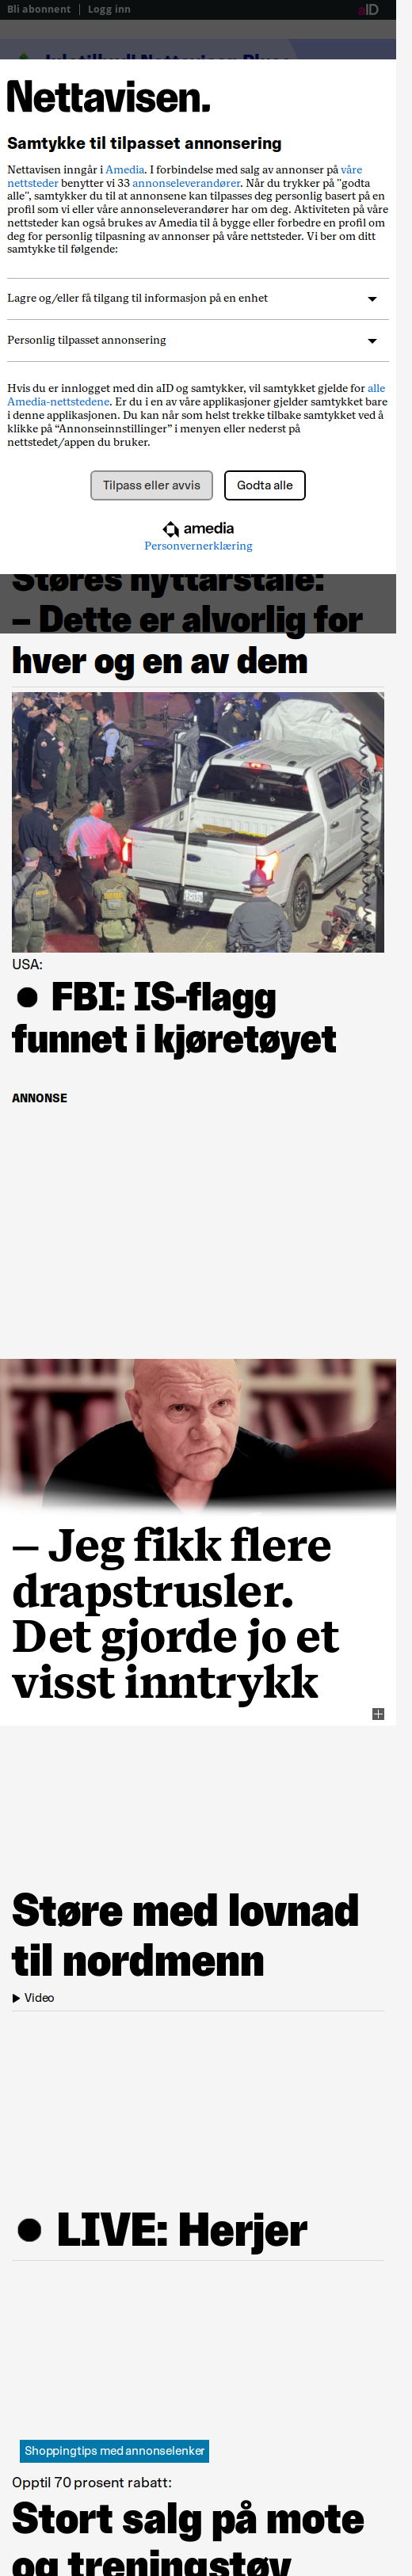 Bli abonnent
Logg inn
aID
Nettavisen.
Samtykke til tilpasset annonsering
Nettavisen inngår i Amedia. I forbindelse med salg av annonser på våre
nettsteder benytter vi 33 annonseleverandører. Når du trykker på "godta
alle", samtykker du til at annonsene kan tilpasses deg personlig basert på en
profil som vi eller våre annonseleverandører har om deg. Aktiviteten på våre
nettsteder kan også brukes av Amedia til å bygge eller forbedre en profil om
deg for personlig tilpasning av annonser på våre nettsteder. Vi ber om ditt
samtykke til følgende:
Lagre og/eller få tilgang til informasjon på en enhet
Personlig tilpasset annonsering
Hvis du er innlogget med din aID og samtykker, vil samtykket gjelde for alle
Amedia-nettstedene. Er du i en av våre applikasjoner gjelder samtykket bare
i denne applikasjonen. Du kan når som helst trekke tilbake samtykket ved å
klikke på “Annonseinnstillinger” i menyen eller nederst på
nettstedet/appen du bruker.
Tilpass eller avvis
Godta alle
amedia
Personvernerklæring
Støres nyttårstale:
– Dette er alvorlig for
hver og en av dem
USA:
● FBI: IS-flagg
funnet i kjøretøyet
ANNONSE
– Jeg fikk flere
drapstrusler.
Det gjorde jo et
visst inntrykk
Støre med lovnad
til nordmenn
Video
● LIVE: Herjer
Shoppingtips med annonselenker
Opptil 70 prosent rabatt:
Stort salg på mote
og treningstøy